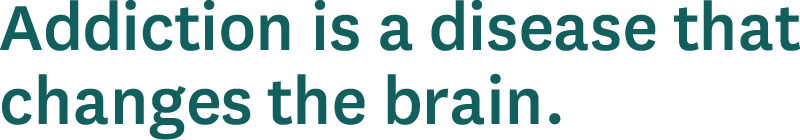 Addiction is a disease that
changes the brain.